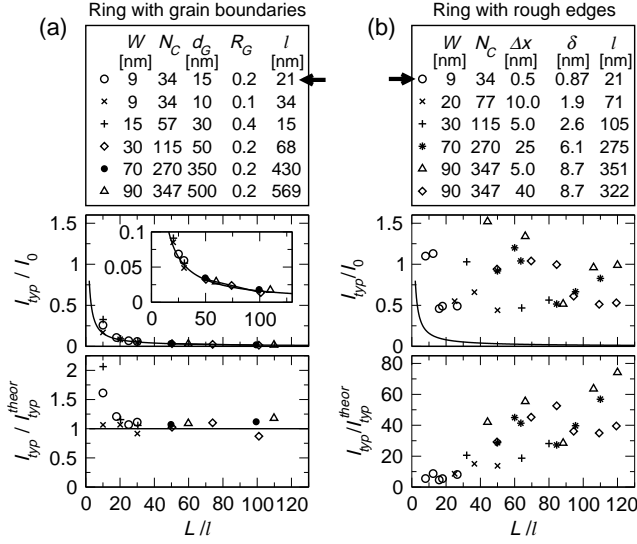 Ring with grain boundaries
(a)
W N_C d_G R_G l
[nm] [nm] [nm]
9 34 15 0.2 21
9 34 10 0.1 34
15 57 30 0.4 15
30 115 50 0.2 68
70 270 350 0.2 430
90 347 500 0.2 569
1.5
1
0.5
0
I_typ / I_0
0.1
0.05
0
0 50 100
2
1.5
1
0.5
0
I_typ / I_typ^theor
0 20 40 60 80 100 120
L / l
Ring with rough edges
(b)
W N_C Δx δ l
[nm] [nm] [nm] [nm]
9 34 0.5 0.87 21
20 77 10.0 1.9 71
30 115 5.0 2.6 105
70 270 25 6.1 275
90 347 5.0 8.7 351
90 347 40 8.7 322
1.5
1
0.5
0
I_typ / I_0
80
60
40
20
0
I_typ / I_typ^theor
0 20 40 60 80 100 120
L / l